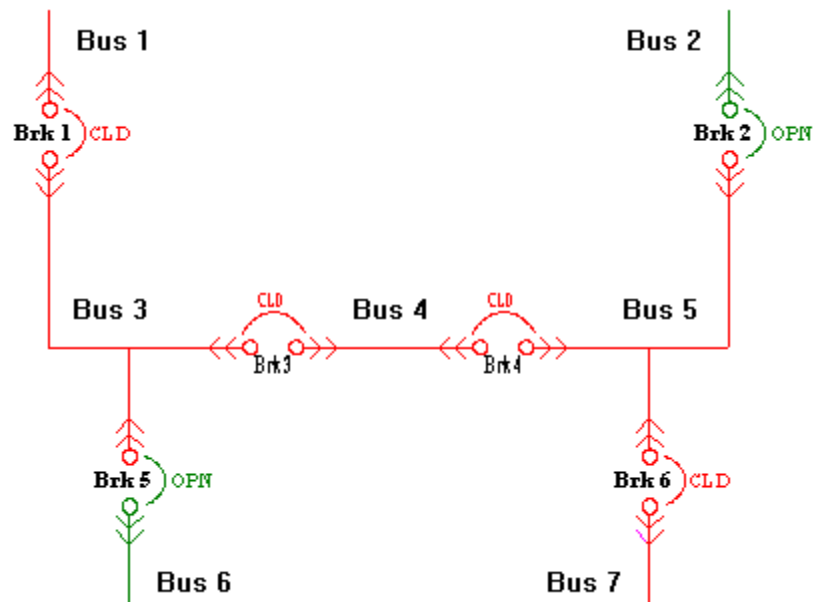 Bus 1
Bus 2
Brk 1 CLD
Brk 2 OPN
Bus 3
CLD
Bus 4
CLD
Bus 5
Brk3
Brk4
Brk 5 OPN
Brk 6 CLD
Bus 6
Bus 7